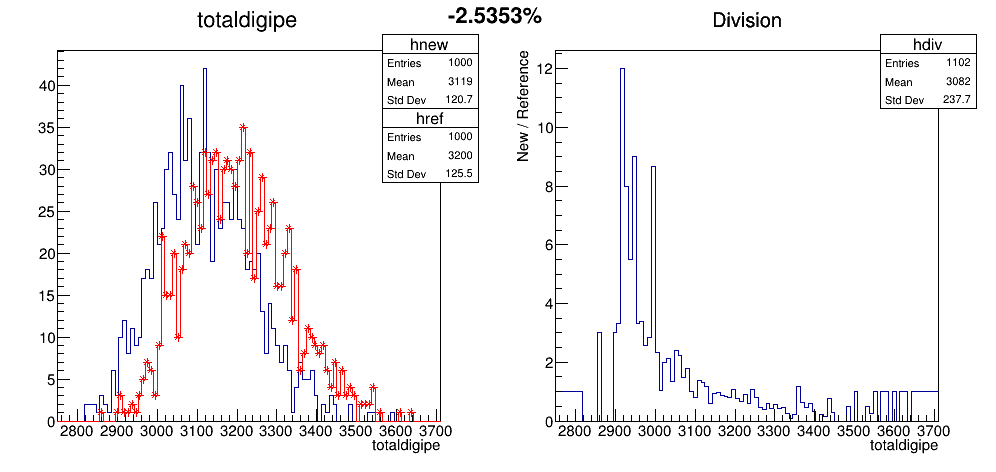 -2.5353%
totaldigipe
hnew
Entries 1000
Mean 3119
Std Dev 120.7
href
Entries 1000
Mean 3200
Std Dev 125.5
40
35
30
25
20
15
10
5
0
2800 2900 3000 3100 3200 3300 3400 3500 3600 3700
totaldigipe
Division
hdiv
Entries 1102
Mean 3082
Std Dev 237.7
New / Reference
12
10
8
6
4
2
0
2800 2900 3000 3100 3200 3300 3400 3500 3600 3700
totaldigipe